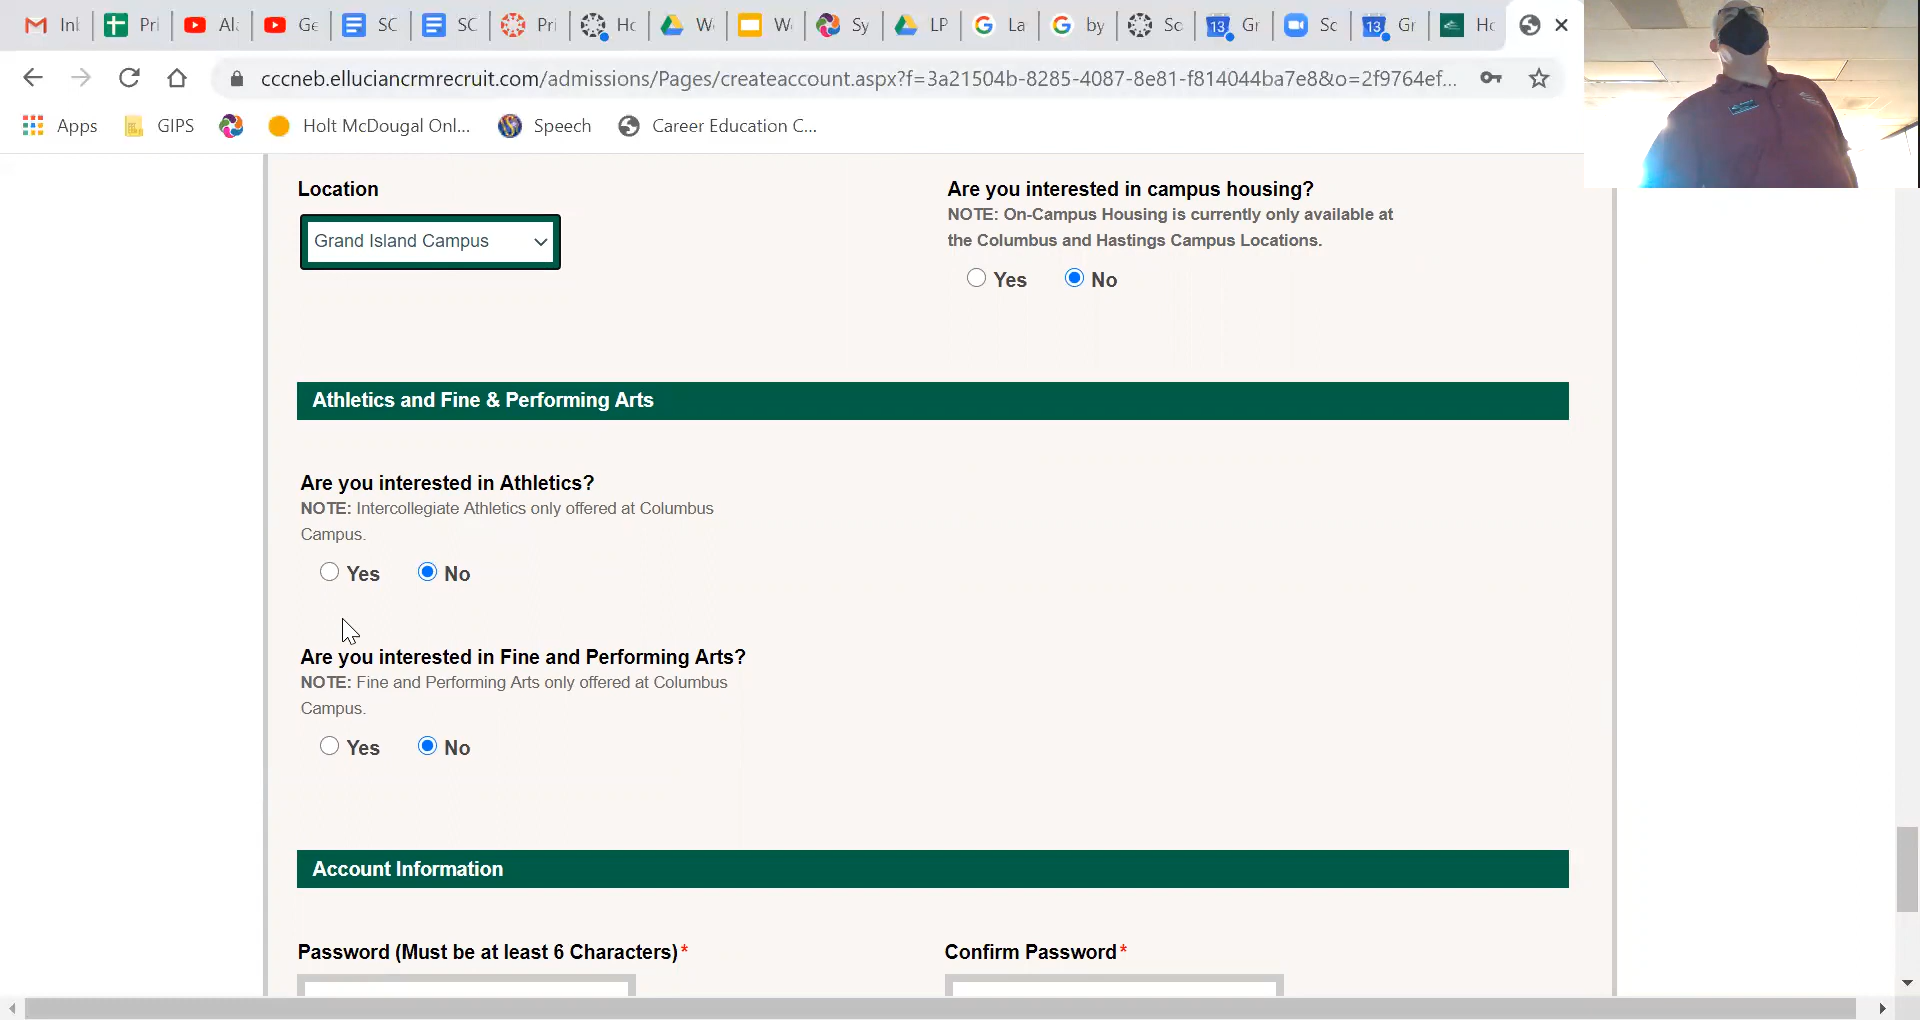 Inl
Pri
Ala
Ge
SC
SC
Pri
Hc
W
W
Sy
LP
La
by
Sc
13 Gr
Sc
13 Gr
Hc
cccneb.elluciancrmrecruit.com/admissions/Pages/createaccount.aspx?f=3a21504b-8285-4087-8e81-f814044ba7e8&o=2f9764ef...
Apps GIPS Holt McDougal Onl... Speech Career Education C...
Location
Grand Island Campus
Are you interested in campus housing?
NOTE: On-Campus Housing is currently only available at
the Columbus and Hastings Campus Locations.
Yes No
Athletics and Fine & Performing Arts
Are you interested in Athletics?
NOTE: Intercollegiate Athletics only offered at Columbus
Campus.
Yes No
Are you interested in Fine and Performing Arts?
NOTE: Fine and Performing Arts only offered at Columbus
Campus.
Yes No
Account Information
Password (Must be at least 6 Characters)*
Confirm Password*